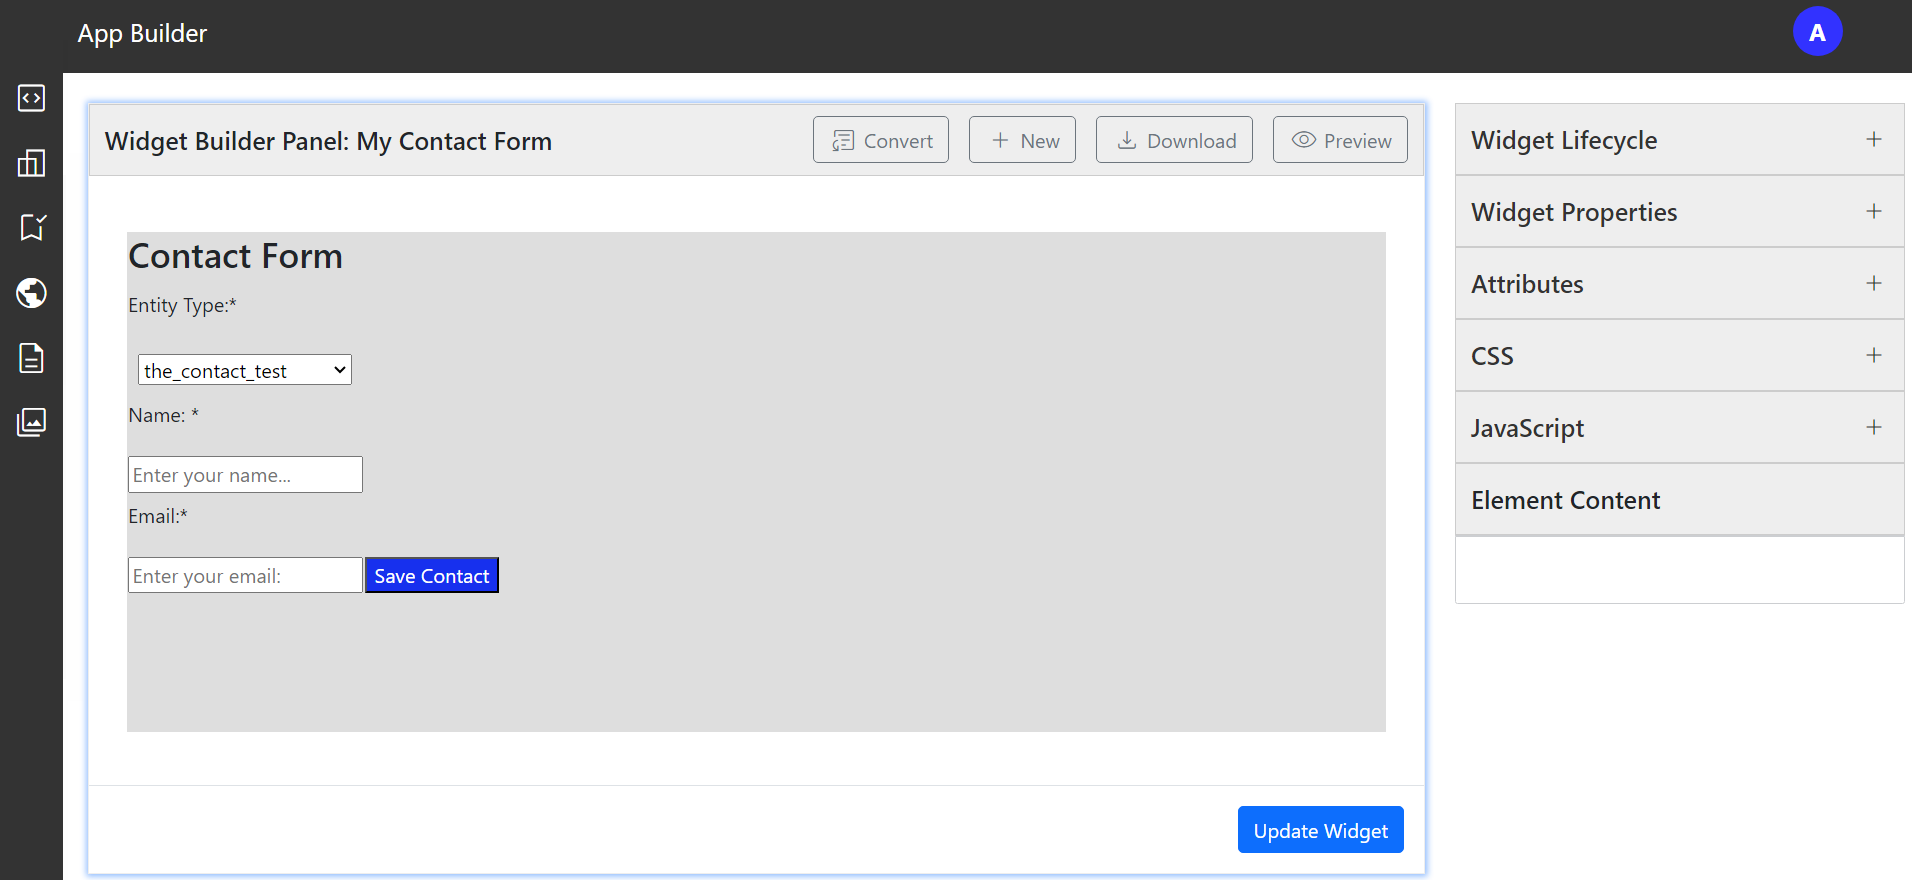 App Builder
A
Widget Builder Panel: My Contact Form
Convert
New
Download
Preview
Contact Form
Entity Type:*
the_contact_test
Name: *
Enter your name...
Email:*
Enter your email:
Save Contact
Update Widget
Widget Lifecycle
Widget Properties
Attributes
CSS
JavaScript
Element Content